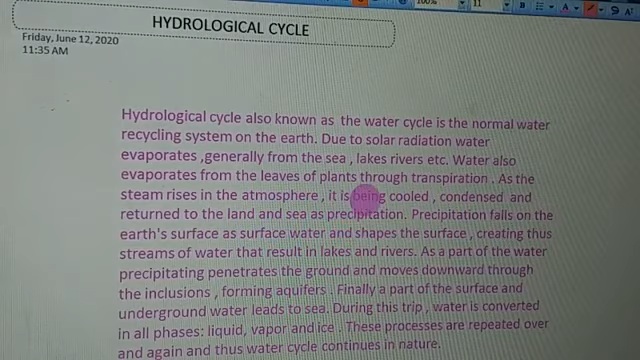 100%
11
B
A
HYDROLOGICAL CYCLE
Friday, June 12, 2020
11:35 AM
Hydrological cycle also known as the water cycle is the normal water
recycling system on the earth. Due to solar radiation water
evaporates ,generally from the sea , lakes rivers etc. Water also
evaporates from the leaves of plants through transpiration . As the
steam rises in the atmosphere , it is being cooled , condensed and
returned to the land and sea as precipitation. Precipitation falls on the
earth's surface as surface water and shapes the surface , creating thus
streams of water that result in lakes and rivers. As a part of the water
precipitating penetrates the ground and moves downward through
the inclusions , forming aquifers . Finally a part of the surface and
underground water leads to sea. During this trip , water is converted
in all phases: liquid, vapor and ice . These processes are repeated over
and again and thus water cycle continues in nature.